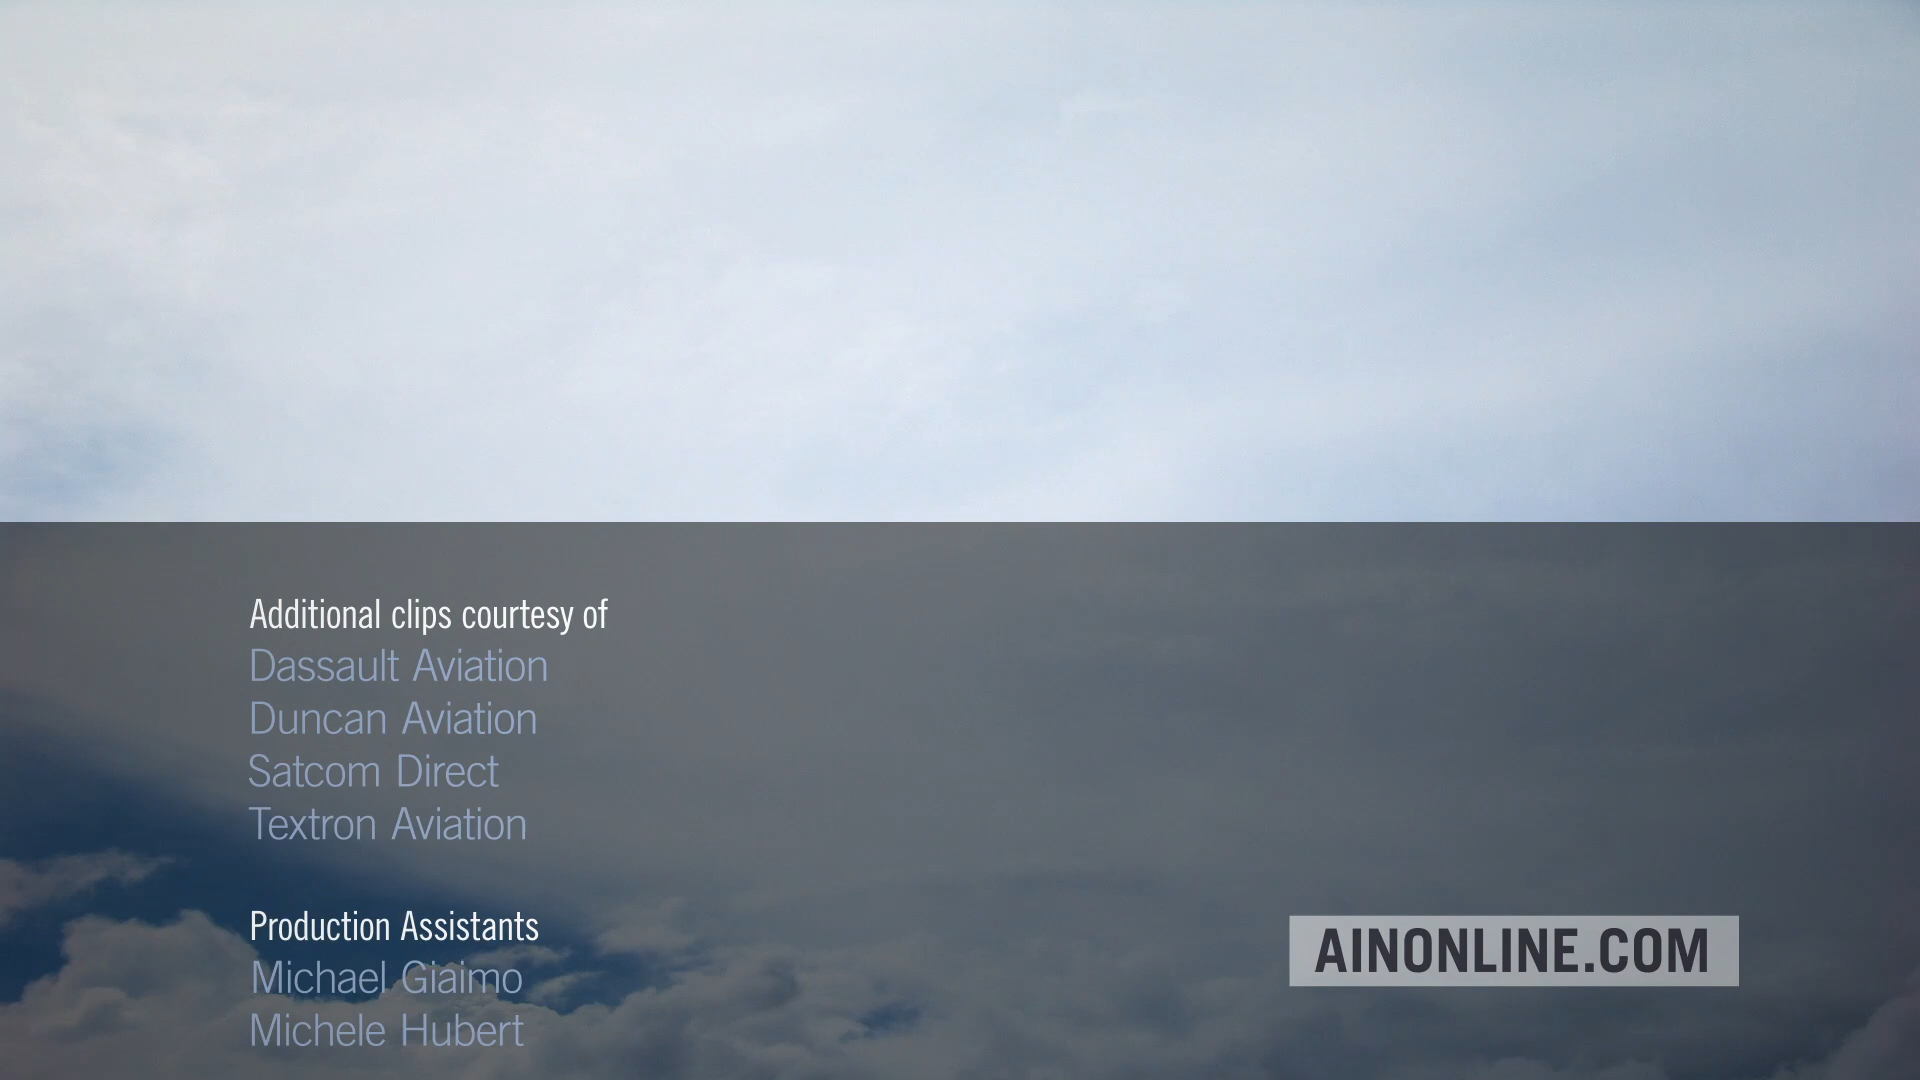 Additional clips courtesy of
Dassault Aviation
Duncan Aviation
Satcom Direct
Textron Aviation
Production Assistants
Michael Giaimo
Michele Hubert
AINONLINE.COM